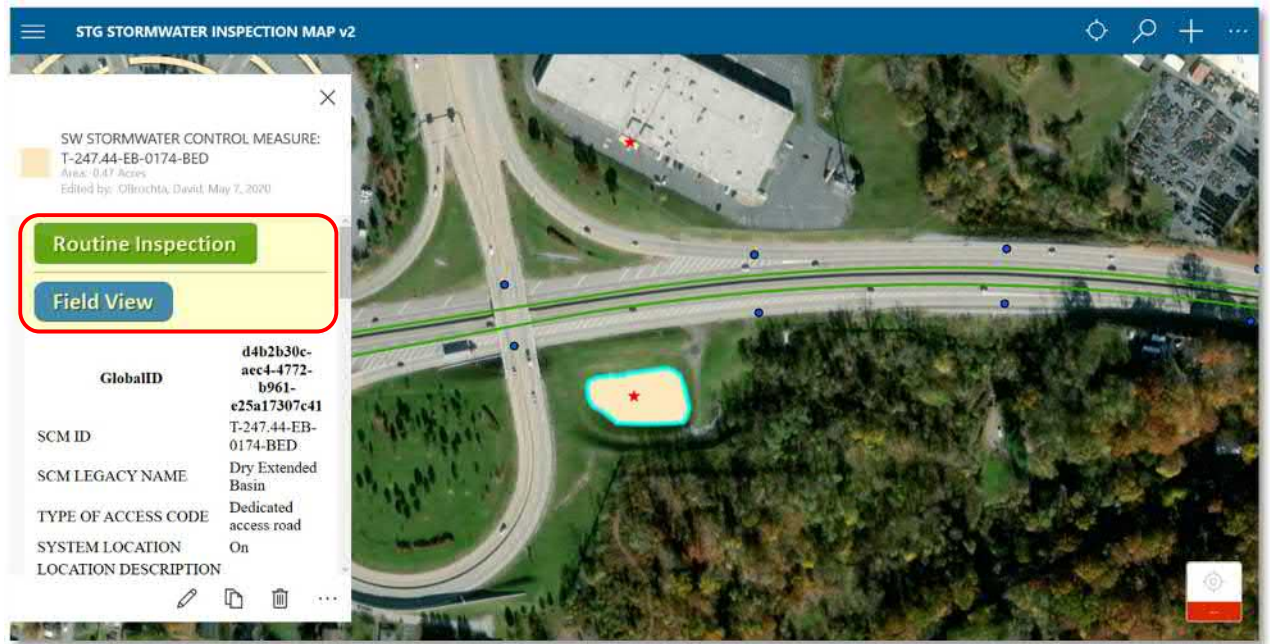 STG STORMWATER INSPECTION MAP v2
SW STORMWATER CONTROL MEASURE:
T-247.44-EB-0174-BED
Area: 0.47 Acres
Edited by: Ollrochta, David, May 7, 2020
Routine Inspection
Field View
GlobalID d4b2b30c-
aec4-4772-
b961-
e25a17307c41
SCM ID T-247.44-EB-
0174-BED
SCM LEGACY NAME Dry Extended
Basin
TYPE OF ACCESS CODE Dedicated
access road
SYSTEM LOCATION On
LOCATION DESCRIPTION